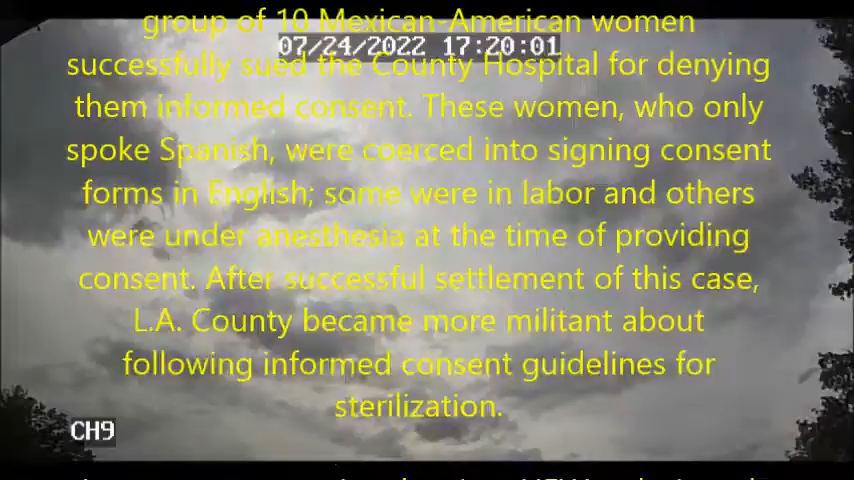 group of 10 Mexican-American women
07/24/2022 17:20:01
successfully sued the County Hospital for denying
them informed consent. These women, who only
spoke Spanish, were coerced into signing consent
forms in English; some were in labor and others
were under anesthesia at the time of providing
consent. After successful settlement of this case,
L.A. County became more militant about
following informed consent guidelines for
sterilization.
CH9